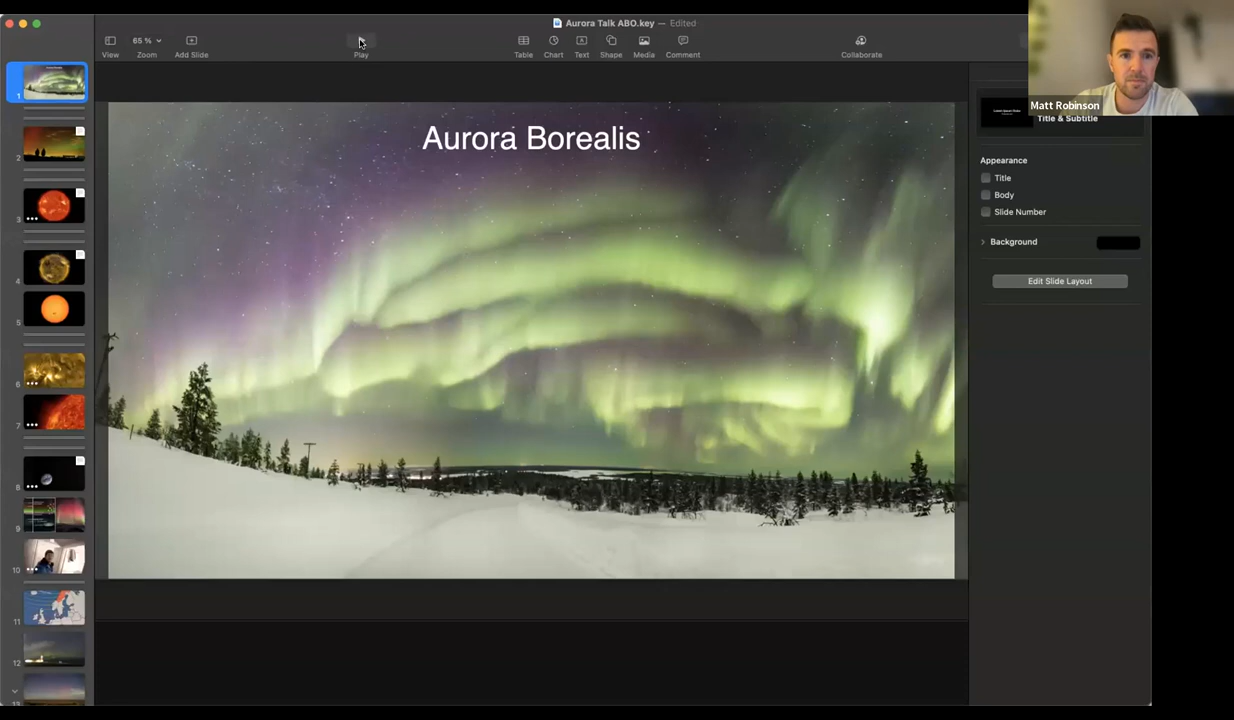 Aurora Talk ABO.key — Edited
65 %
View
Zoom
Add Slide
Play
Table
Chart
Text
Shape
Media
Comment
Collaborate
Matt Robinson
Title & Subtitle
Aurora Borealis
Appearance
Title
Body
Slide Number
Background
Edit Slide Layout
1
2
3
4
5
6
7
8
9
10
11
12